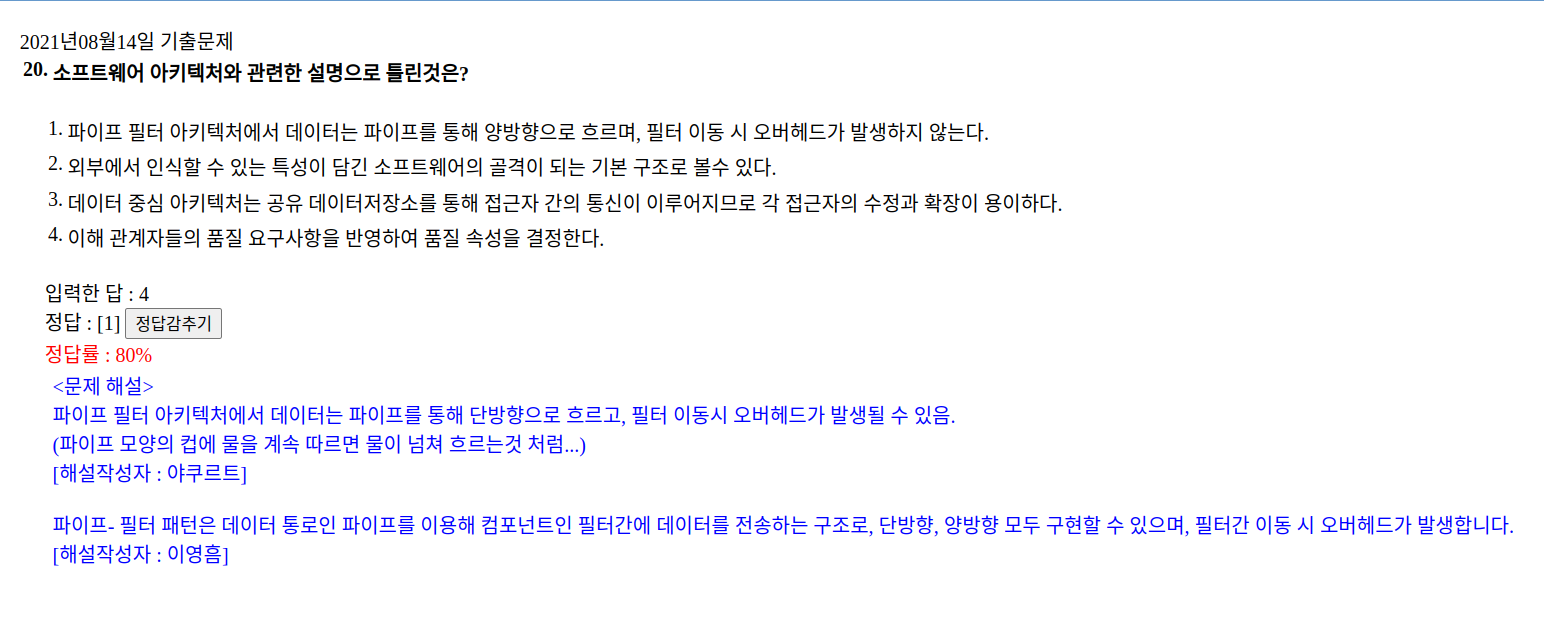 2021년08월14일 기출문제
20. 소프트웨어 아키텍처와 관련한 설명으로 틀린것은?
1. 파이프 필터 아키텍처에서 데이터는 파이프를 통해 양방향으로 흐르며, 필터 이동 시 오버헤드가 발생하지 않는다.
2. 외부에서 인식할 수 있는 특성이 담긴 소프트웨어의 골격이 되는 기본 구조로 볼수 있다.
3. 데이터 중심 아키텍처는 공유 데이터저장소를 통해 접근자 간의 통신이 이루어지므로 각 접근자의 수정과 확장이 용이하다.
4. 이해 관계자들의 품질 요구사항을 반영하여 품질 속성을 결정한다.
입력한 답 : 4
정답 : [1] 정답감추기
정답률 : 80%
<문제 해설>
파이프 필터 아키텍처에서 데이터는 파이프를 통해 단방향으로 흐르고, 필터 이동시 오버헤드가 발생될 수 있음.
(파이프 모양의 컵에 물을 계속 따르면 물이 넘쳐 흐르는것 처럼...)
[해설작성자 : 야쿠르트]
파이프- 필터 패턴은 데이터 통로인 파이프를 이용해 컴포넌트인 필터간에 데이터를 전송하는 구조로, 단방향, 양방향 모두 구현할 수 있으며, 필터간 이동 시 오버헤드가 발생합니다.
[해설작성자 : 이영흠]